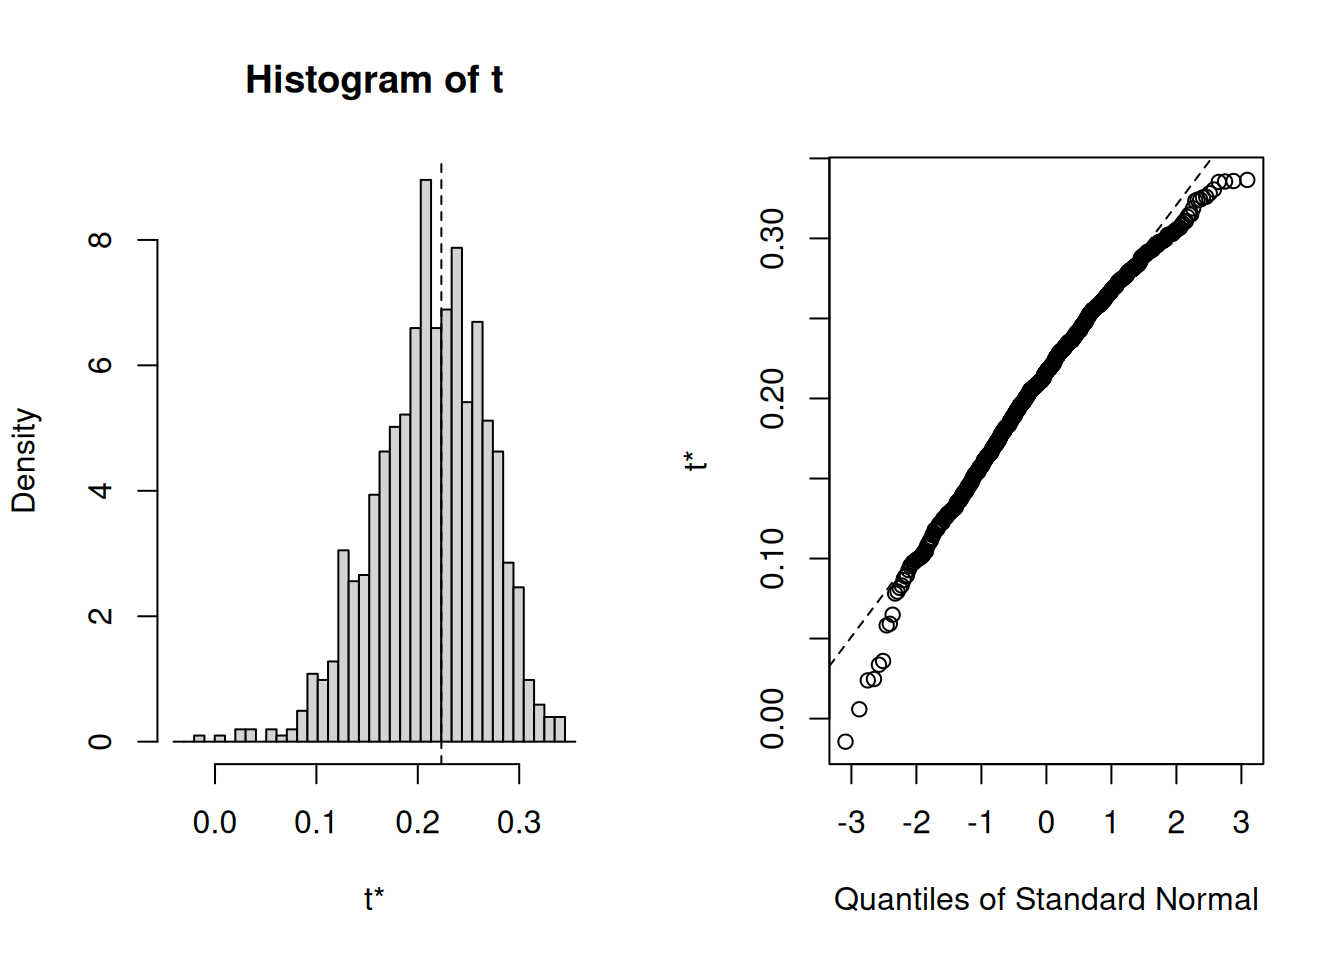 Histogram of t
Density
0 2 4 6 8
0.0 0.1 0.2 0.3
t*
t*
0.00 0.10 0.20 0.30
-3 -2 -1 0 1 2 3
Quantiles of Standard Normal